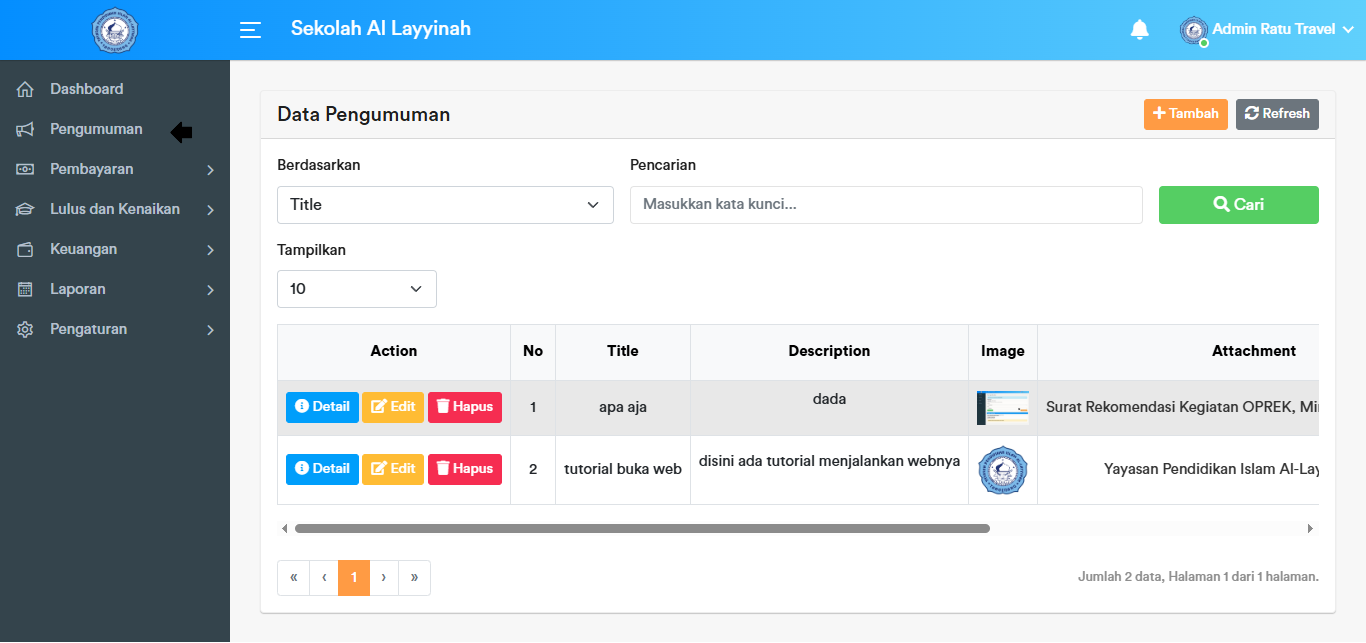 Sekolah Al Layyinah
Admin Ratu Travel
Dashboard
Pengumuman
Pembayaran
Lulus dan Kenaikan
Keuangan
Laporan
Pengaturan
Data Pengumuman
Tambah
Refresh
Berdasarkan
Pencarian
Title
Masukkan kata kunci...
Cari
Tampilkan
10
Action No Title Description Image Attachment
Detail Edit Hapus 1 apa aja dada Surat Rekomendasi Kegiatan OPREK, Mi
Detail Edit Hapus 2 tutorial buka web disini ada tutorial menjalankan webnya Yayasan Pendidikan Islam Al-Lay
« ‹ 1 › »
Jumlah 2 data, Halaman 1 dari 1 halaman.